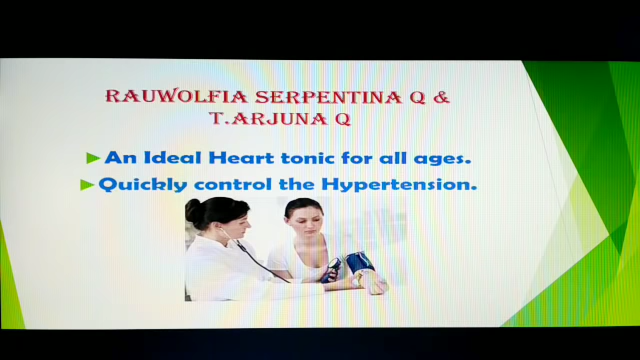 RAUWOLFIA SERPENTINA Q &
T.ARJUNA Q
An Ideal Heart tonic for all ages.
Quickly control the Hypertension.